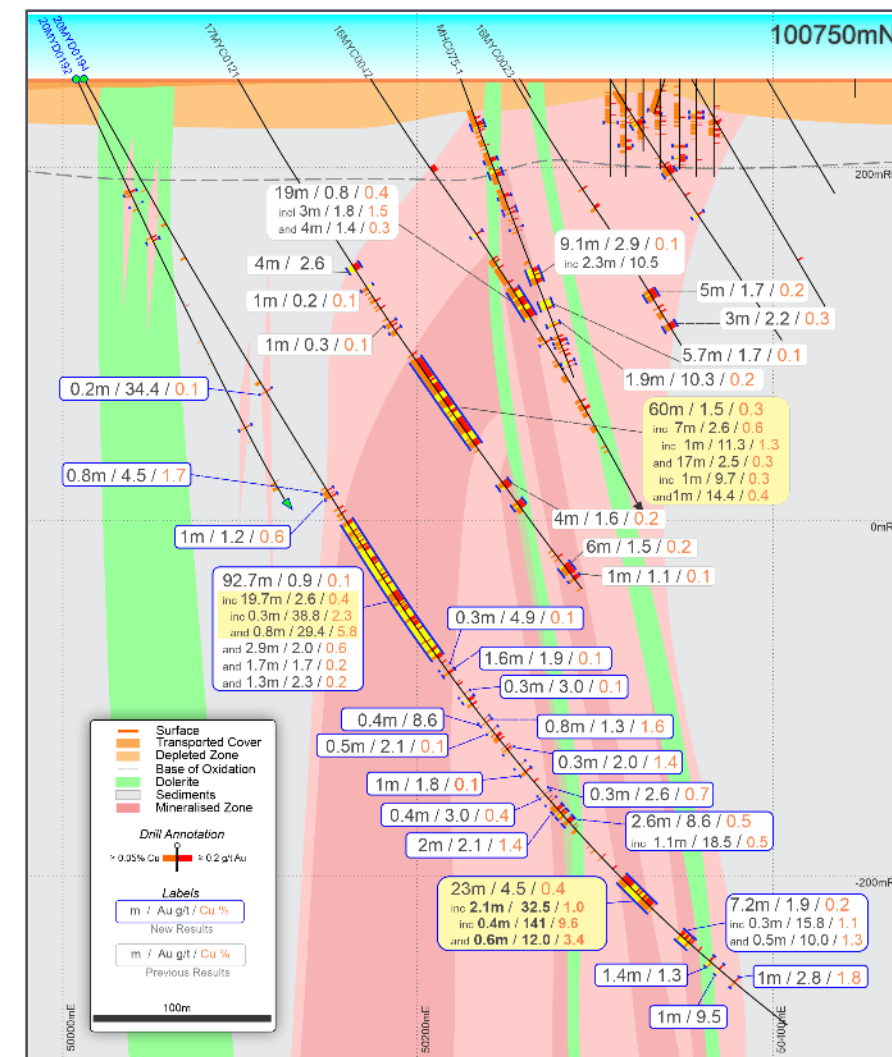 100750mN
20MYD0192
20MYD0194
17MYC0121
16MYC0042
MHC075-1
16MYC0023
200mR
19m / 0.8 / 0.4
incl 3m / 1.8 / 1.5
and 4m / 1.4 / 0.3
9.1m / 2.9 / 0.1
inc 2.3m / 10.5
4m / 2.6
1m / 0.2 / 0.1
1m / 0.3 / 0.1
5m / 1.7 / 0.2
3m / 2.2 / 0.3
5.7m / 1.7 / 0.1
1.9m / 10.3 / 0.2
0.2m / 34.4 / 0.1
60m / 1.5 / 0.3
inc 7m / 2.6 / 0.6
inc 1m / 11.3 / 1.3
and 17m / 2.5 / 0.3
inc 1m / 9.7 / 0.3
and1m / 14.4 / 0.4
0.8m / 4.5 / 1.7
4m / 1.6 / 0.2
0mR
1m / 1.2 / 0.6
6m / 1.5 / 0.2
1m / 1.1 / 0.1
92.7m / 0.9 / 0.1
inc 19.7m / 2.6 / 0.4
inc 0.3m / 38.8 / 2.3
and 0.8m / 29.4 / 5.8
and 2.9m / 2.0 / 0.6
and 1.7m / 1.7 / 0.2
and 1.3m / 2.3 / 0.2
0.3m / 4.9 / 0.1
1.6m / 1.9 / 0.1
0.3m / 3.0 / 0.1
0.4m / 8.6
0.8m / 1.3 / 1.6
0.5m / 2.1 / 0.1
0.3m / 2.0 / 1.4
1m / 1.8 / 0.1
0.3m / 2.6 / 0.7
0.4m / 3.0 / 0.4
2.6m / 8.6 / 0.5
inc 1.1m / 18.5 / 0.5
2m / 2.1 / 1.4
-200mR
23m / 4.5 / 0.4
inc 2.1m / 32.5 / 1.0
inc 0.4m / 141 / 9.6
and 0.6m / 12.0 / 3.4
7.2m / 1.9 / 0.2
inc 0.3m / 15.8 / 1.1
and 0.5m / 10.0 / 1.3
1.4m / 1.3
1m / 2.8 / 1.8
1m / 9.5
Surface
Transported Cover
Depleted Zone
Base of Oxidation
Dolerite
Sediments
Mineralised Zone
Drill Annotation
> 0.05% Cu
≥ 0.2 g/t Au
Labels
m / Au g/t / Cu %
New Results
m / Au g/t / Cu %
Previous Results
100m
50000mE
50200mE
50400mE